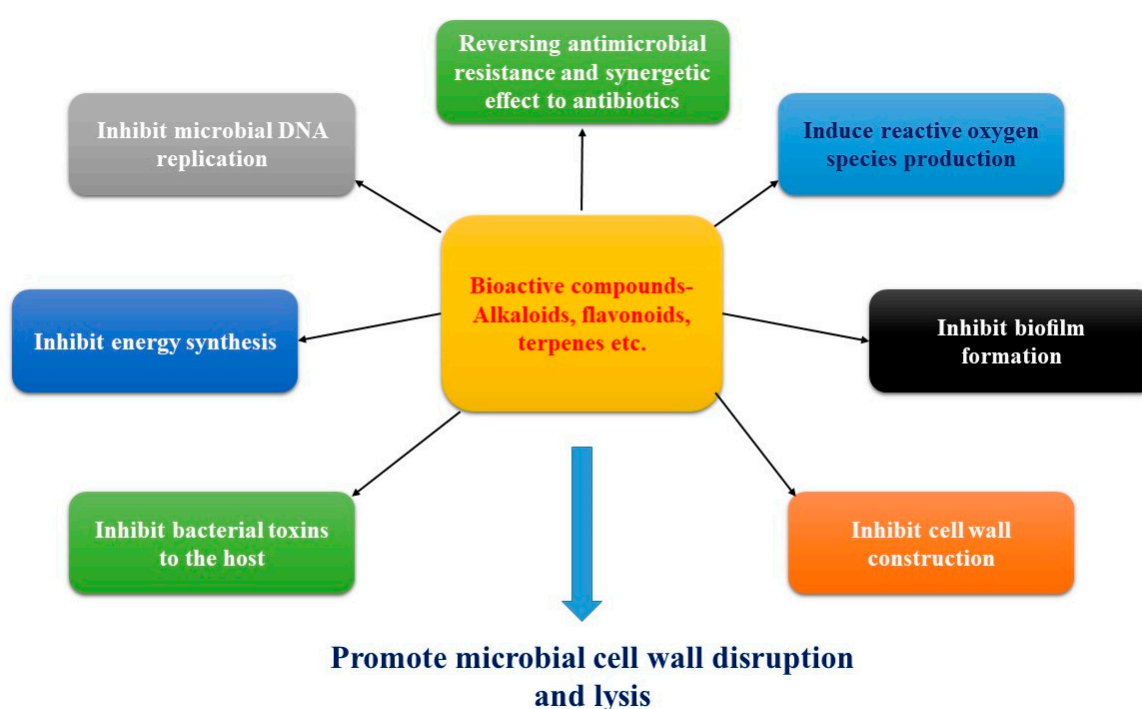 Reversing antimicrobial
resistance and synergetic
effect to antibiotics
Inhibit microbial DNA
replication
Induce reactive oxygen
species production
Bioactive compounds-
Alkaloids, flavonoids,
terpenes etc.
Inhibit energy synthesis
Inhibit biofilm
formation
Inhibit bacterial toxins
to the host
Inhibit cell wall
construction
Promote microbial cell wall disruption
and lysis